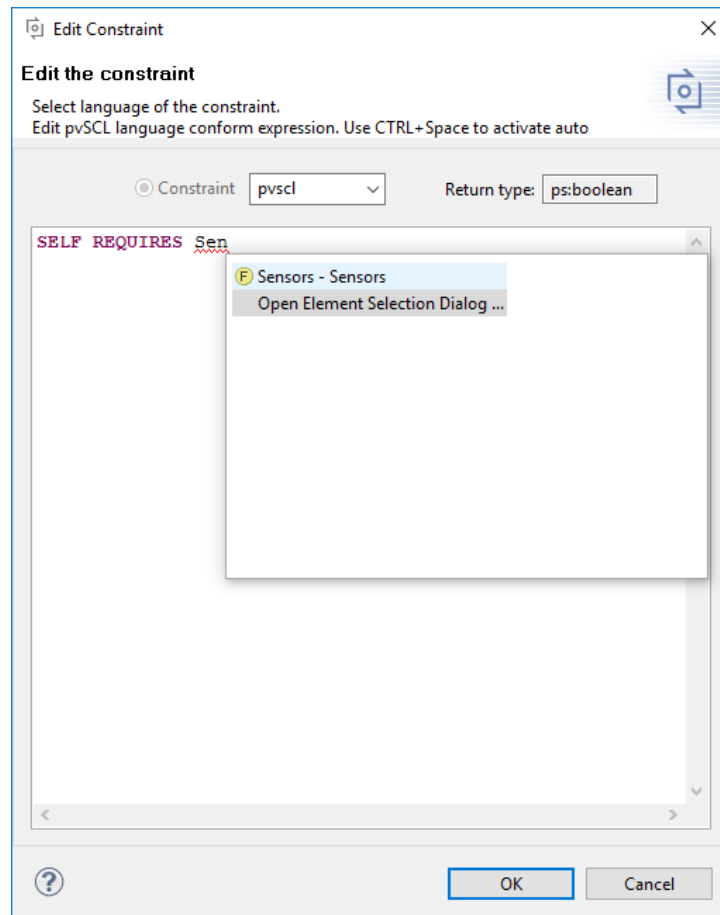 Edit Constraint
Edit the constraint
Select language of the constraint.
Edit pvSCL language conform expression. Use CTRL+Space to activate auto
Constraint pvscl Return type: ps:boolean
SELF REQUIRES Sen
F Sensors - Sensors
Open Element Selection Dialog ...
? OK Cancel